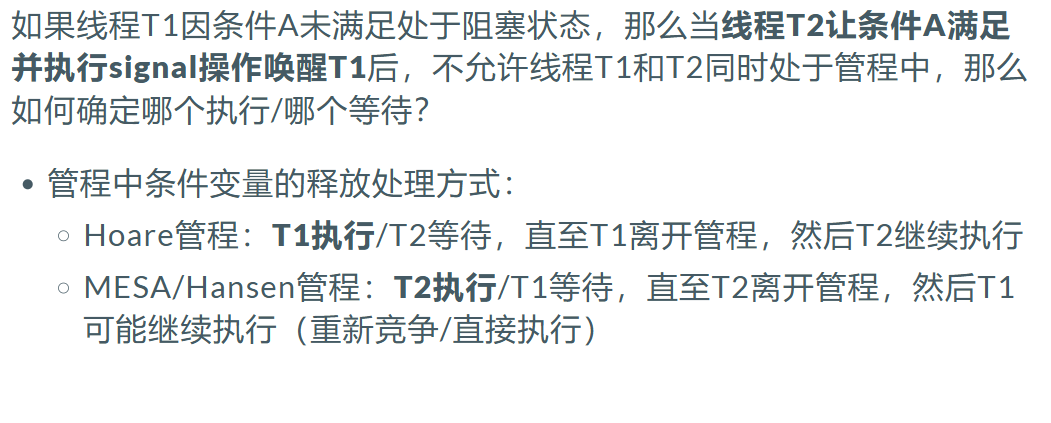 如果线程T1因条件A未满足处于阻塞状态，那么当线程T2让条件A满足
并执行signal操作唤醒T1后，不允许线程T1和T2同时处于管程中，那么
如何确定哪个执行/哪个等待？
• 管程中条件变量的释放处理方式：
○ Hoare管程：T1执行/T2等待，直至T1离开管程，然后T2继续执行
○ MESA/Hansen管程：T2执行/T1等待，直至T2离开管程，然后T1
可能继续执行（重新竞争/直接执行）